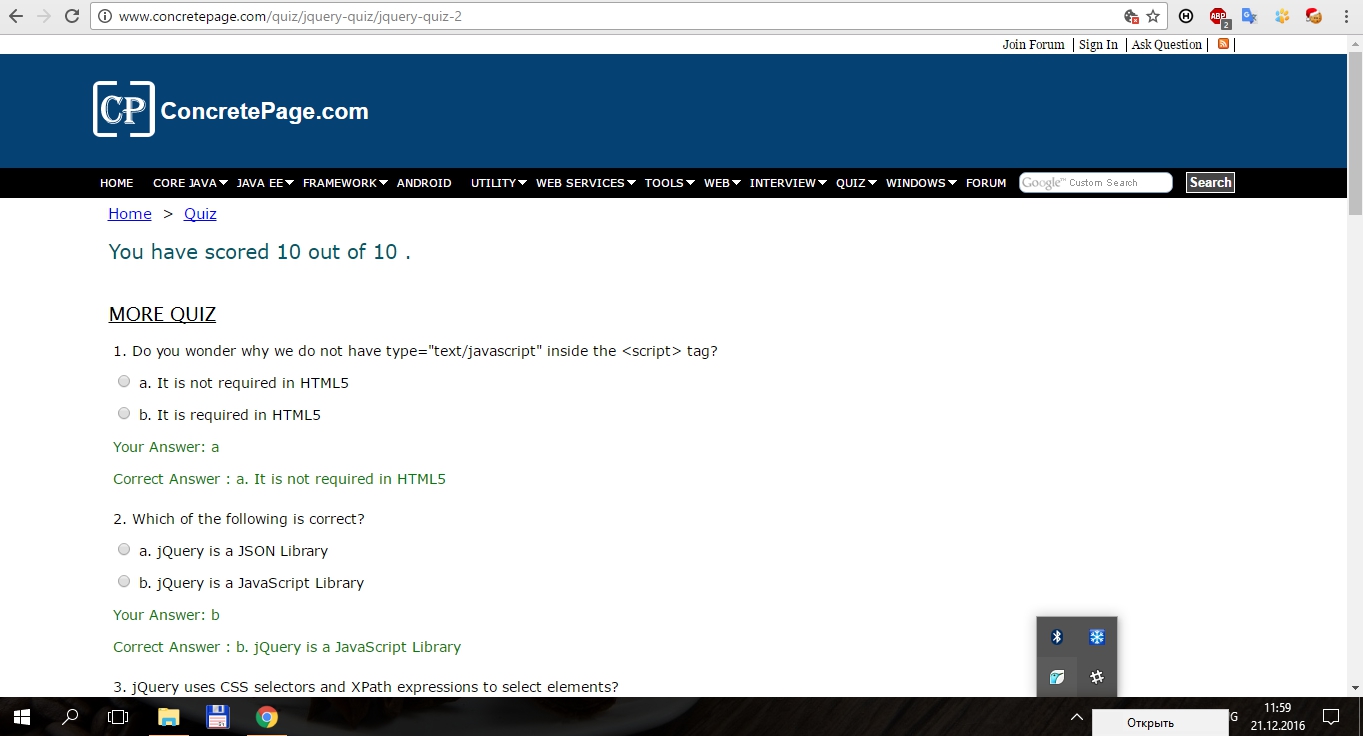 www.concretepage.com/quiz/jquery-quiz/jquery-quiz-2
ABP
2
Join Forum | Sign In | Ask Question | |
CP ConcretePage.com
HOME CORE JAVA JAVA EE FRAMEWORK ANDROID UTILITY WEB SERVICES TOOLS WEB INTERVIEW QUIZ WINDOWS FORUM Google™ Custom Search Search
Home > Quiz
You have scored 10 out of 10 .
MORE QUIZ
1. Do you wonder why we do not have type="text/javascript" inside the <script> tag?
a. It is not required in HTML5
b. It is required in HTML5
Your Answer: a
Correct Answer : a. It is not required in HTML5
2. Which of the following is correct?
a. jQuery is a JSON Library
b. jQuery is a JavaScript Library
Your Answer: b
Correct Answer : b. jQuery is a JavaScript Library
3. jQuery uses CSS selectors and XPath expressions to select elements?
Открыть
G
11:59
21.12.2016